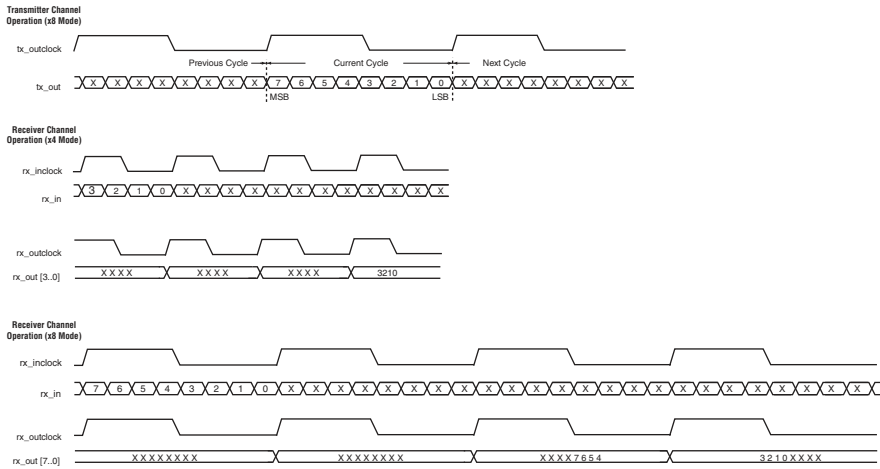 Transmitter Channel
Operation (x8 Mode)
tx_outclock
Previous Cycle Current Cycle Next Cycle
tx_out X X X X X X X X 7 6 5 4 3 2 1 0 X X X X X X X X
MSB LSB
Receiver Channel
Operation (x4 Mode)
rx_inclock
rx_in 3 2 1 0 X X X X X X X X X X X X
rx_outclock
rx_out [3..0] X X X X X X X X X X X X 3210
Receiver Channel
Operation (x8 Mode)
rx_inclock
rx_in 7 6 5 4 3 2 1 0 X X X X X X X X X X X X X X X X X X X X X X X X
rx_outclock
rx_out [7..0] X X X X X X X X X X X X X X X X X X X X 7 6 5 4 3 2 1 0 X X X X